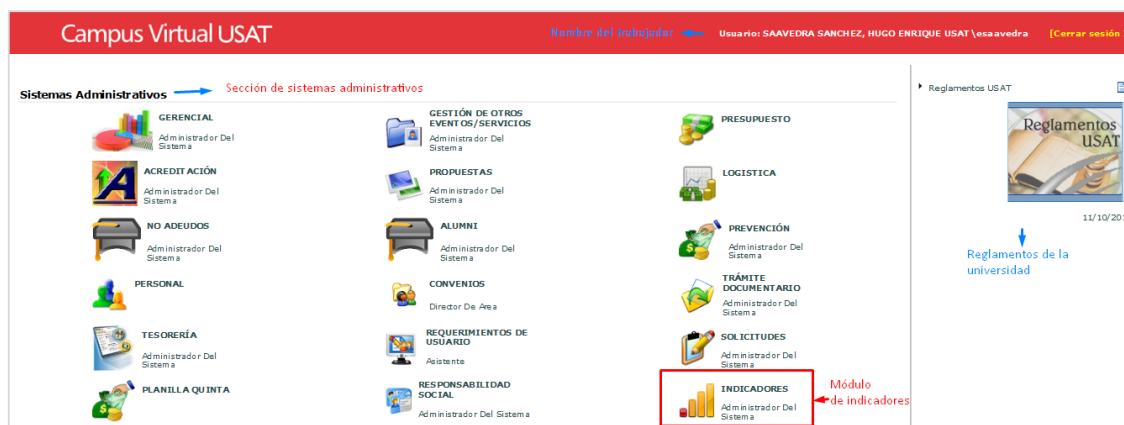 Campus Virtual USAT
Nombre del trabajador
Usuario: SAAVEDRA SANCHEZ, HUGO ENRIQUE USAT\esaavedra
[Cerrar sesión
Sistemas Administrativos
Sección de sistemas administrativos
GERENCIAL
Administrador Del
Sistema
GESTIÓN DE OTROS
EVENTOS/SERVICIOS
Administrador Del
Sistema
PRESUPUESTO
ACREDITACIÓN
Administrador Del
Sistema
PROPUESTAS
Administrador Del
Sistema
LOGISTICA
NO ADEUDOS
Administrador Del
Sistema
ALUMNI
Administrador Del
Sistema
PREVENCIÓN
Administrador Del
Sistema
PERSONAL
CONVENIOS
Director De Area
TRÁMITE
DOCUMENTARIO
Administrador Del
Sistema
TESORERÍA
Administrador Del
Sistema
REQUERIMIENTOS DE
USUARIO
Asistente
SOLICITUDES
Administrador Del
Sistema
PLANILLA QUINTA
RESPONSABILIDAD
SOCIAL
Administrador Del Sistema
INDICADORES
Administrador Del
Sistema
Módulo
de indicadores
Reglamentos USAT
Reglamentos
USAT
11/10/20
Reglamentos de la
universidad